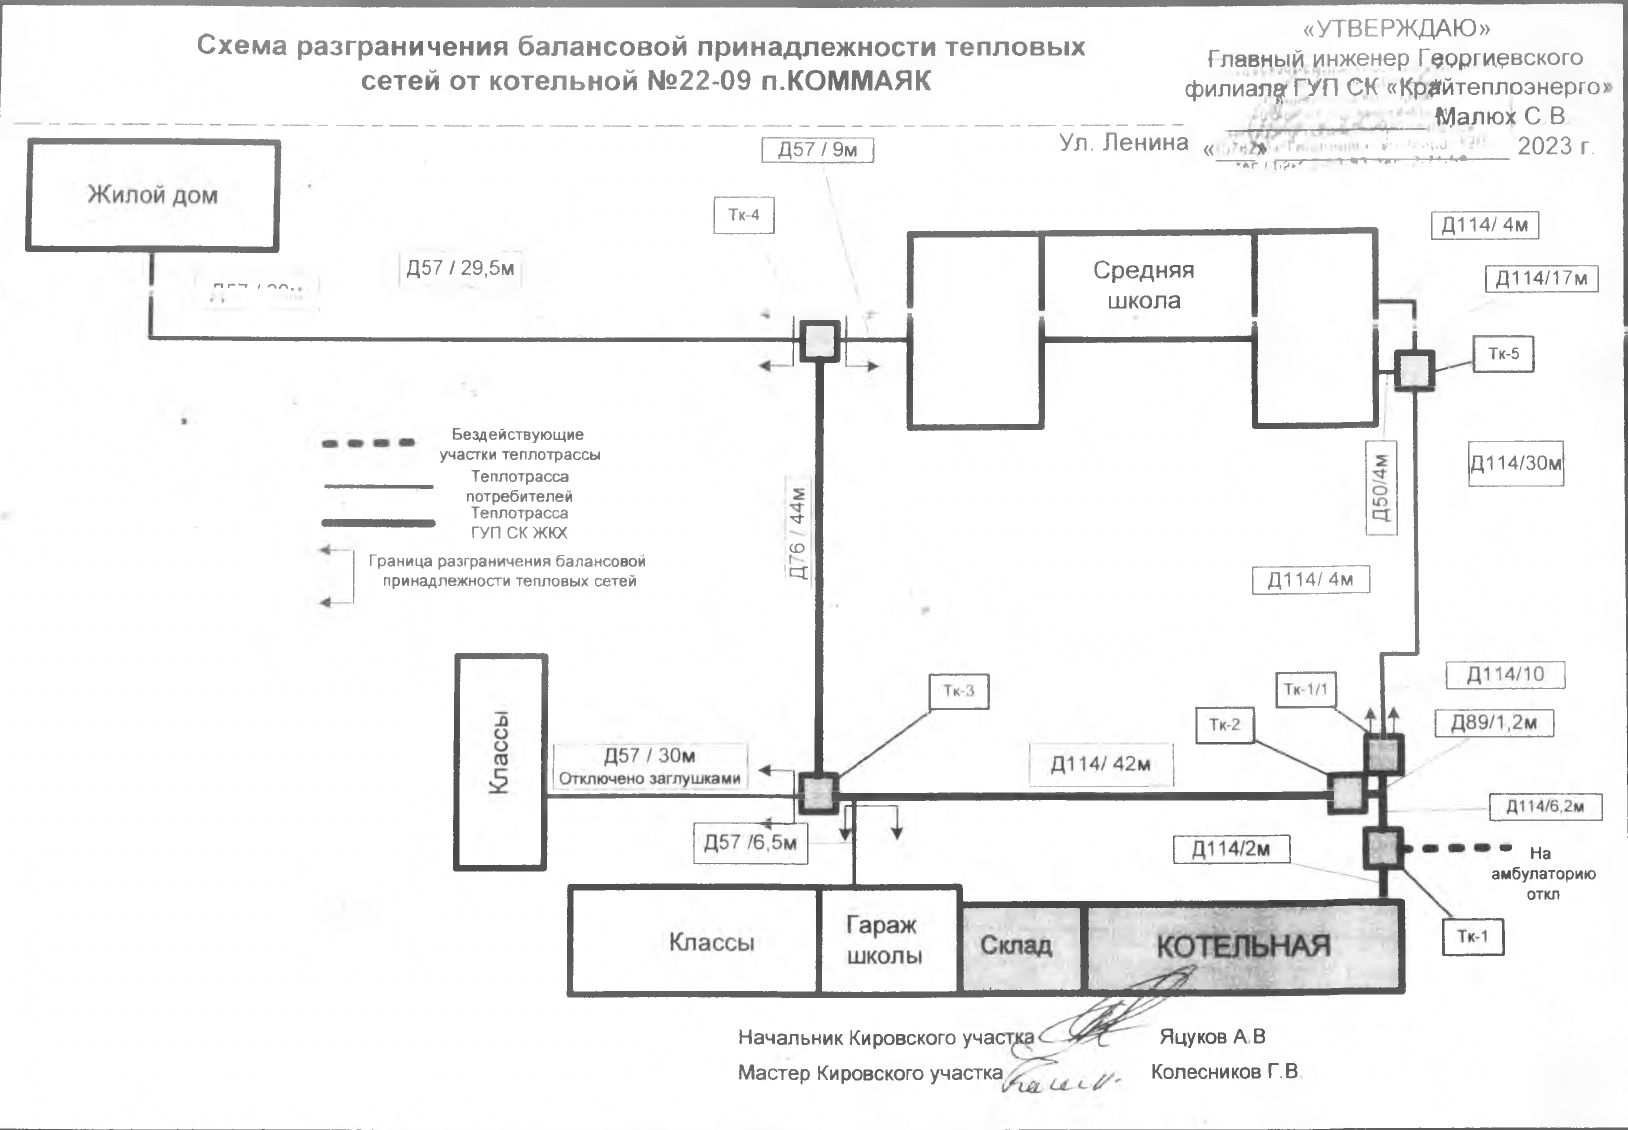 Схема разграничения балансовой принадлежности тепловых
сетей от котельной №22-09 п.КОММАЯК
«УТВЕРЖДАЮ»
Главный инженер Георгиевского
филиала ГУП СК «Крайтеплоэнерго»
Малюх С.В.
Ул. Ленина
2023 г.
Д57 / 9м
Жилой дом
Тк-4
Д114/ 4м
Д57 / 29,5м
Средняя
школа
Д114/17м
Тк-5
Бездействующие
участки теплотрассы
Теплотрасса
потребителей
Теплотрасса
ГУП СК ЖКХ
Граница разграничения балансовой
принадлежности тепловых сетей
Д76 / 44м
Д50/4м
Д114/30м
Д114/ 4м
Классы
Тк-3
Тк-1/1
Д114/10
Тк-2
Д89/1,2м
Д57 / 30м
Отключено заглушками
Д114/ 42м
Д114/6,2м
Д57 /6,5м
Д114/2м
На
амбулаторию
откл
Классы
Гараж
школы
Склад
КОТЕЛЬНАЯ
Тк-1
Начальник Кировского участка
Яцуков А.В
Мастер Кировского участка
Колесников Г.В